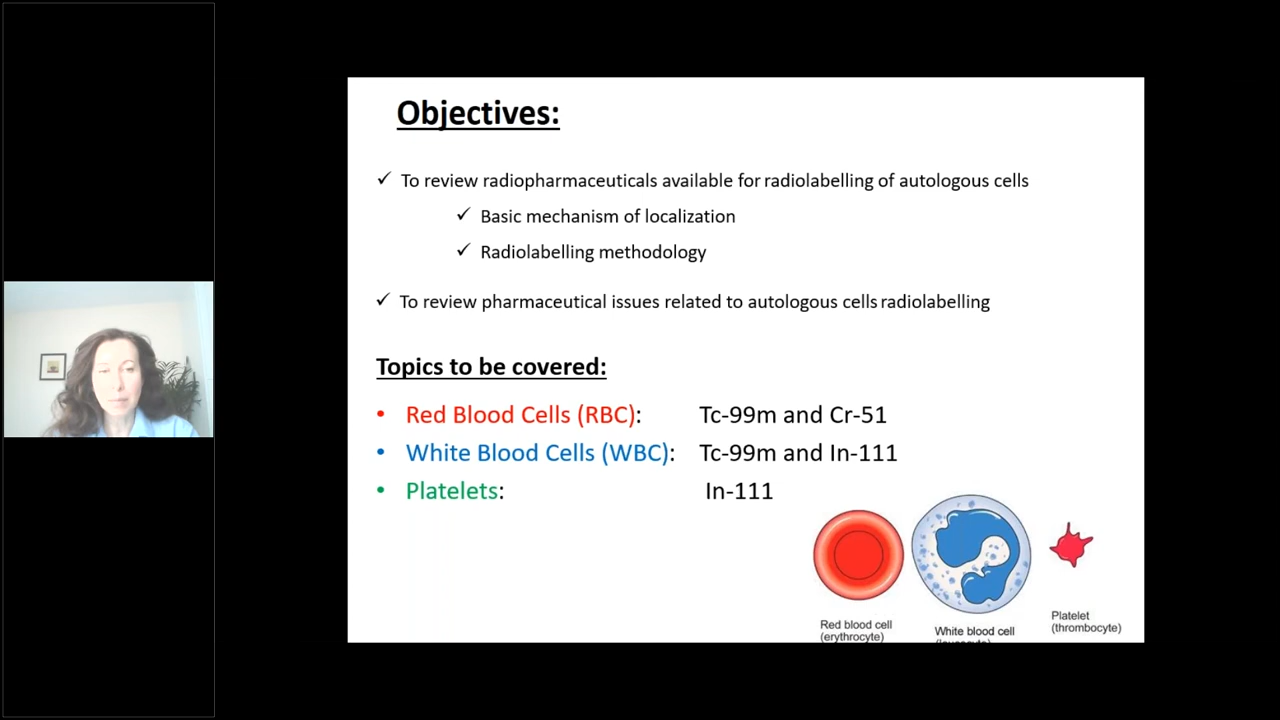 Objectives:
✓ To review radiopharmaceuticals available for radiolabelling of autologous cells
✓ Basic mechanism of localization
✓ Radiolabelling methodology
✓ To review pharmaceutical issues related to autologous cells radiolabelling
Topics to be covered:
• Red Blood Cells (RBC): Tc-99m and Cr-51
• White Blood Cells (WBC): Tc-99m and In-111
• Platelets: In-111
Red blood cell
(erythrocyte)
White blood cell
Platelet
(thrombocyte)